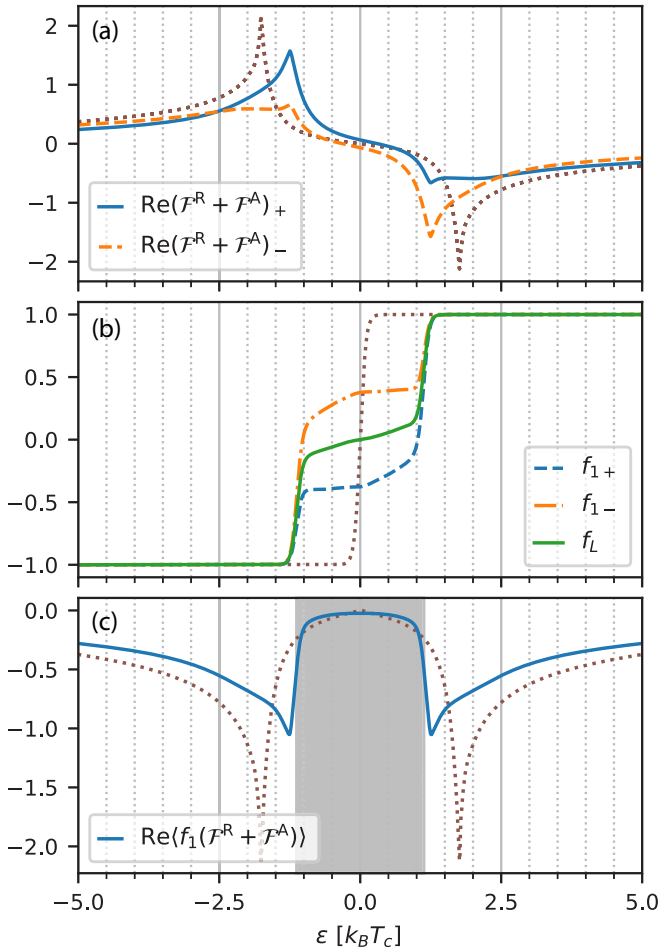 (a)
2
1
0
−1
−2
Re(ℱᴿ + ℱᴬ)₊
Re(ℱᴿ + ℱᴬ)₋
(b)
1.0
0.5
0.0
−0.5
−1.0
f₁₊
f₁₋
f_L
(c)
0.0
−0.5
−1.0
−1.5
−2.0
Re⟨f₁(ℱᴿ + ℱᴬ)⟩
−5.0 −2.5 0.0 2.5 5.0
ε [k_BT_c]